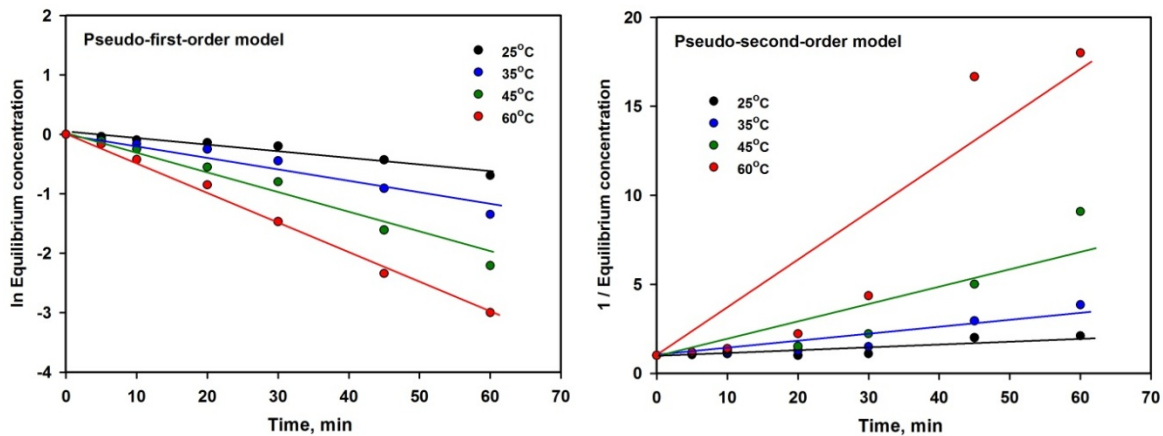 Pseudo-first-order model
25°C
35°C
45°C
60°C
ln Equilibrium concentration
2
1
0
-1
-2
-3
-4
0 10 20 30 40 50 60 70
Time, min
Pseudo-second-order model
25°C
35°C
45°C
60°C
1 / Equilibrium concentration
20
15
10
5
0
0 10 20 30 40 50 60 70
Time, min